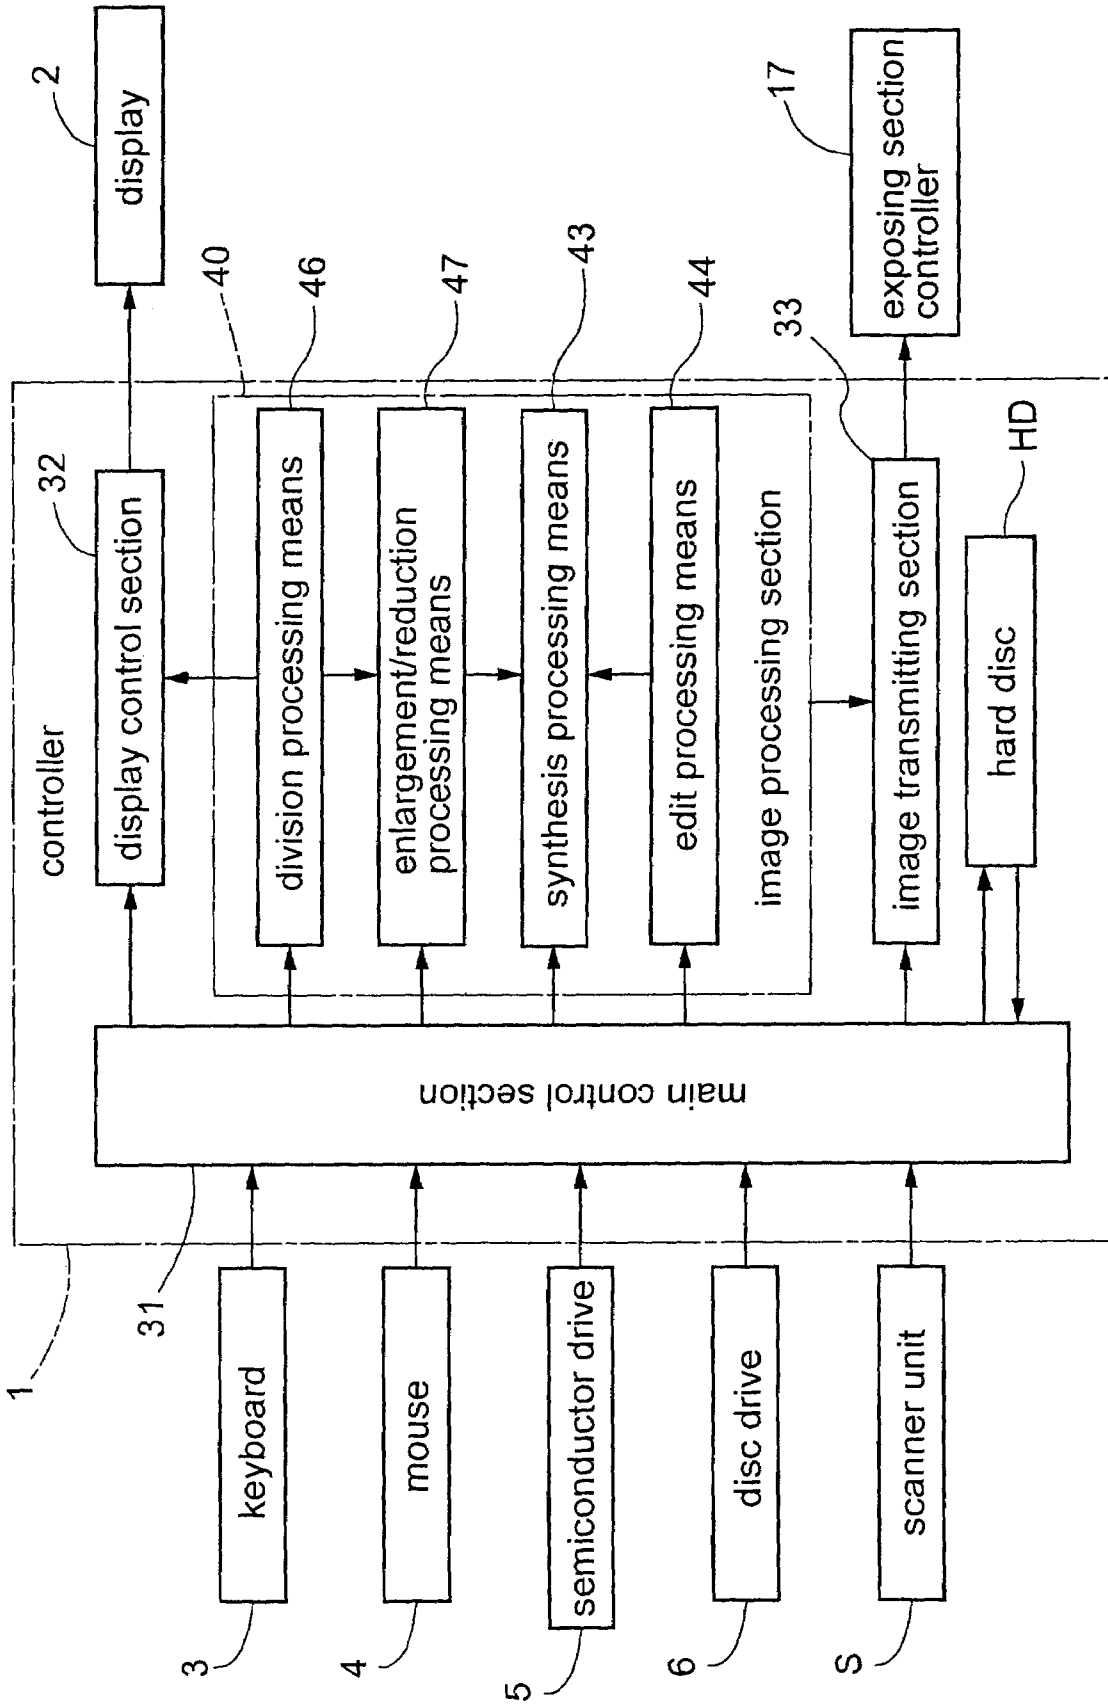 1
controller
31
3
keyboard
4
mouse
5
semiconductor drive
6
disc drive
S
scanner unit
main control section
32
display control section
2
display
40
division processing means
46
enlargement/reduction
processing means
47
synthesis processing means
43
edit processing means
44
image processing section
33
image transmitting section
17
exposing section
controller
hard disc
HD